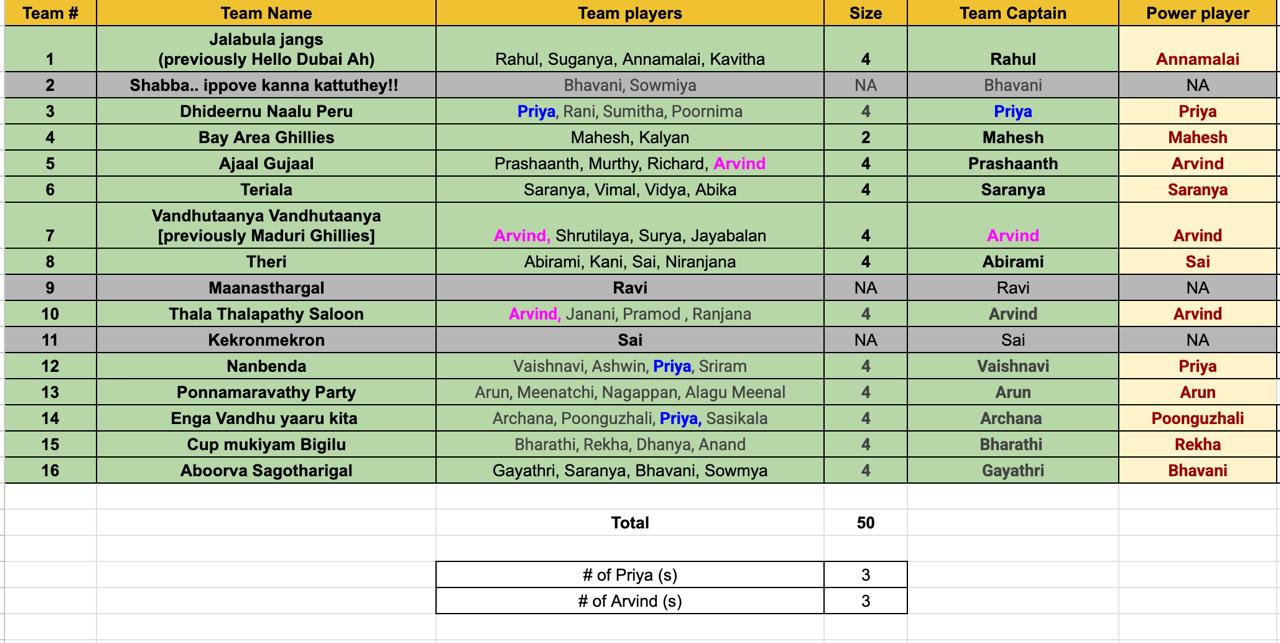 Team # Team Name Team players Size Team Captain Power player
Jalabula jangs
1 (previously Hello Dubai Ah) Rahul, Suganya, Annamalai, Kavitha 4 Rahul Annamalai
2 Shabba.. ippove kanna kattuthey!! Bhavani, Sowmiya NA Bhavani NA
3 Dhideernu Naalu Peru Priya, Rani, Sumitha, Poornima 4 Priya Priya
4 Bay Area Ghillies Mahesh, Kalyan 2 Mahesh Mahesh
5 Ajaal Gujaal Prashaanth, Murthy, Richard, Arvind 4 Prashaanth Arvind
6 Teriala Saranya, Vimal, Vidya, Abika 4 Saranya Saranya
Vandhutaanya Vandhutaanya
7 [previously Maduri Ghillies] Arvind, Shrutilaya, Surya, Jayabalan 4 Arvind Arvind
8 Theri Abirami, Kani, Sai, Niranjana 4 Abirami Sai
9 Maanasthargal Ravi NA Ravi NA
10 Thala Thalapathy Saloon Arvind, Janani, Pramod , Ranjana 4 Arvind Arvind
11 Kekronmekron Sai NA Sai NA
12 Nanbenda Vaishnavi, Ashwin, Priya, Sriram 4 Vaishnavi Priya
13 Ponnamaravathy Party Arun, Meenatchi, Nagappan, Alagu Meenal 4 Arun Arun
14 Enga Vandhu yaaru kita Archana, Poonguzhali, Priya, Sasikala 4 Archana Poonguzhali
15 Cup mukiyam Bigilu Bharathi, Rekha, Dhanya, Anand 4 Bharathi Rekha
16 Aboorva Sagotharigal Gayathri, Saranya, Bhavani, Sowmya 4 Gayathri Bhavani
Total 50
# of Priya (s) 3
# of Arvind (s) 3